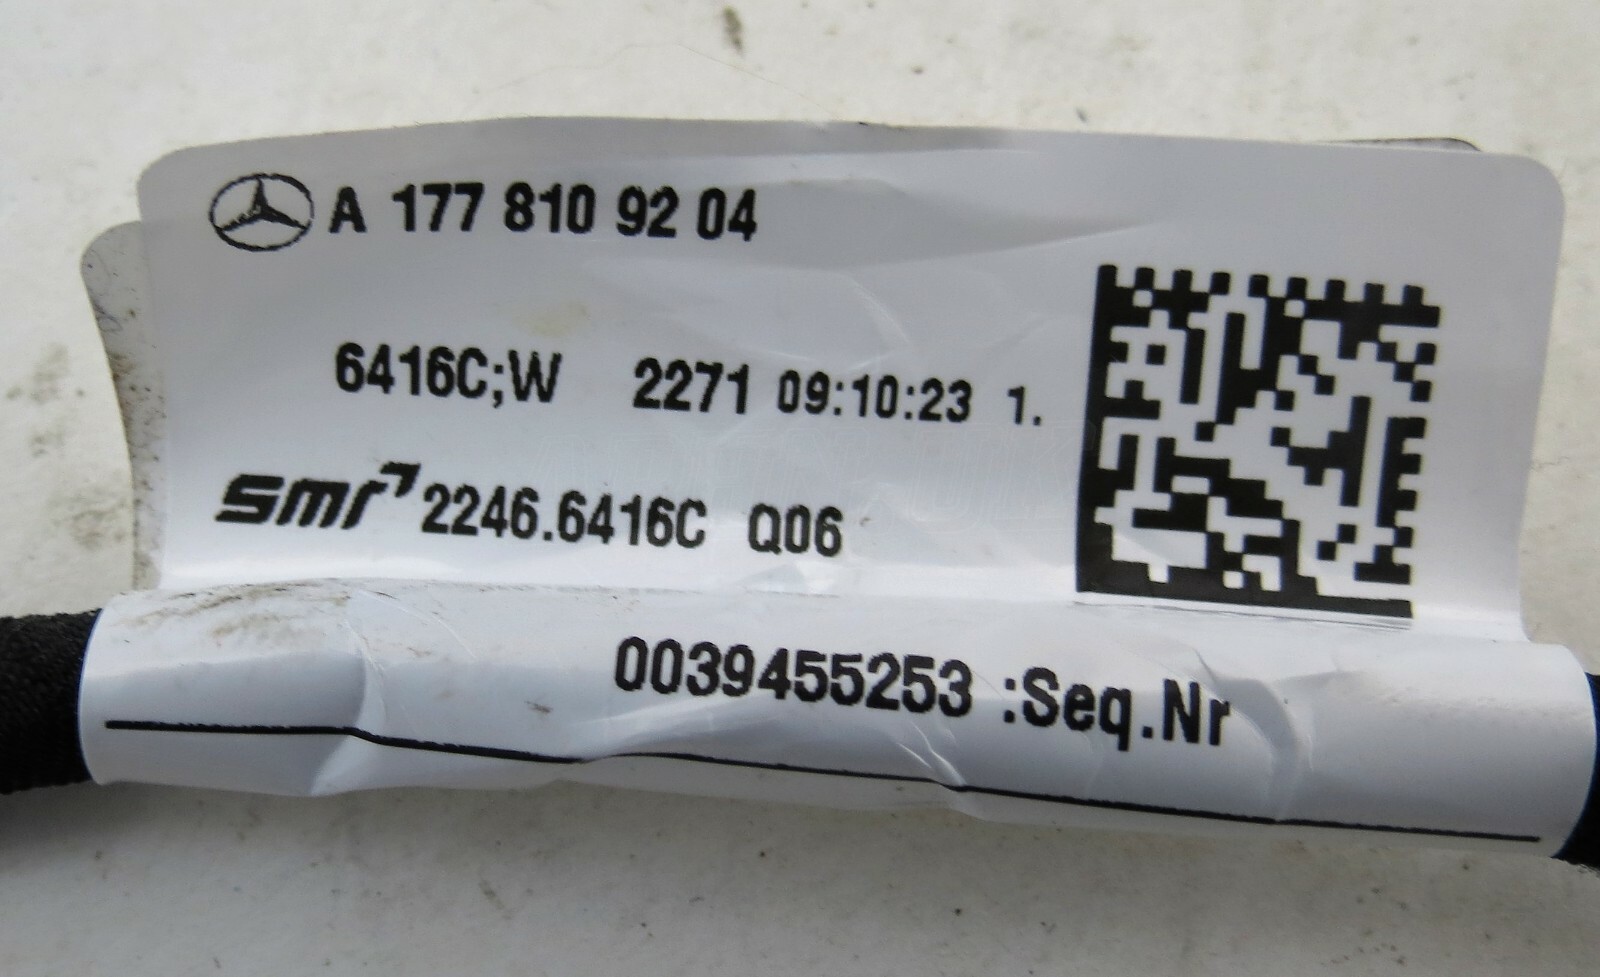 A 177 810 92 04
6416C;W 2271 09:10:23 1.
smr 2246.6416C Q06
0039455253 :Seq.Nr